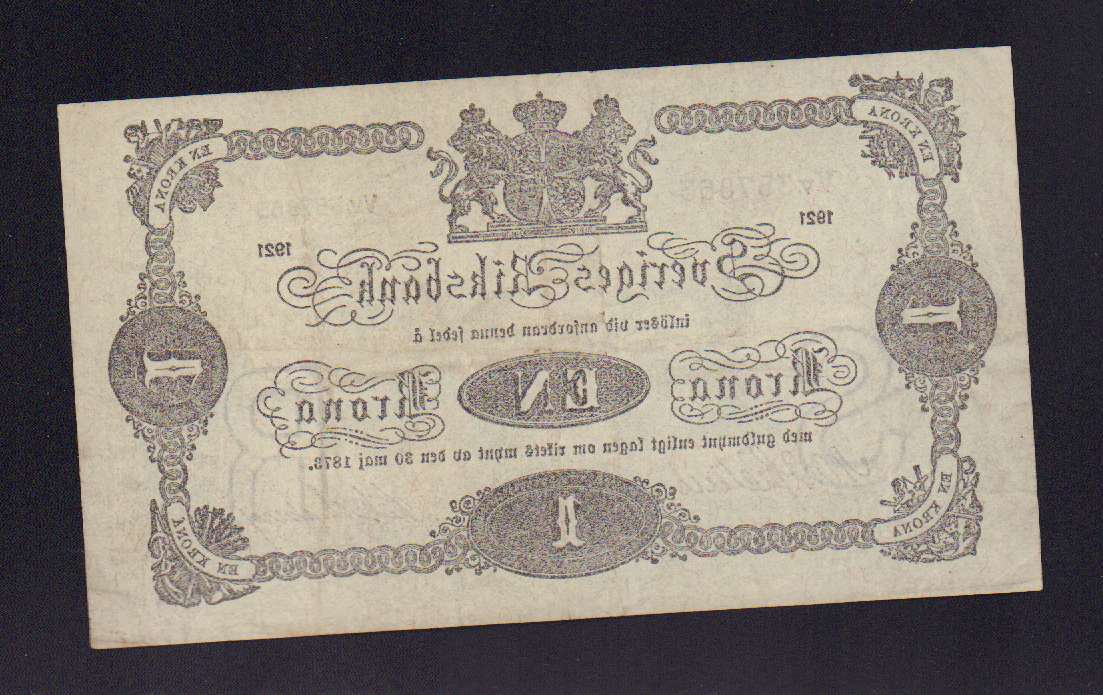 EN KRONA
EN KRONA
1921
1921
Sveriges Riksbank
inlöser vid anfordran denna sedel å
1
1
Krona
EN
Krona
med guldmynt enligt lagen om rikets mynt av den 30 maj 1873.
EN KRONA
1
EN KRONA